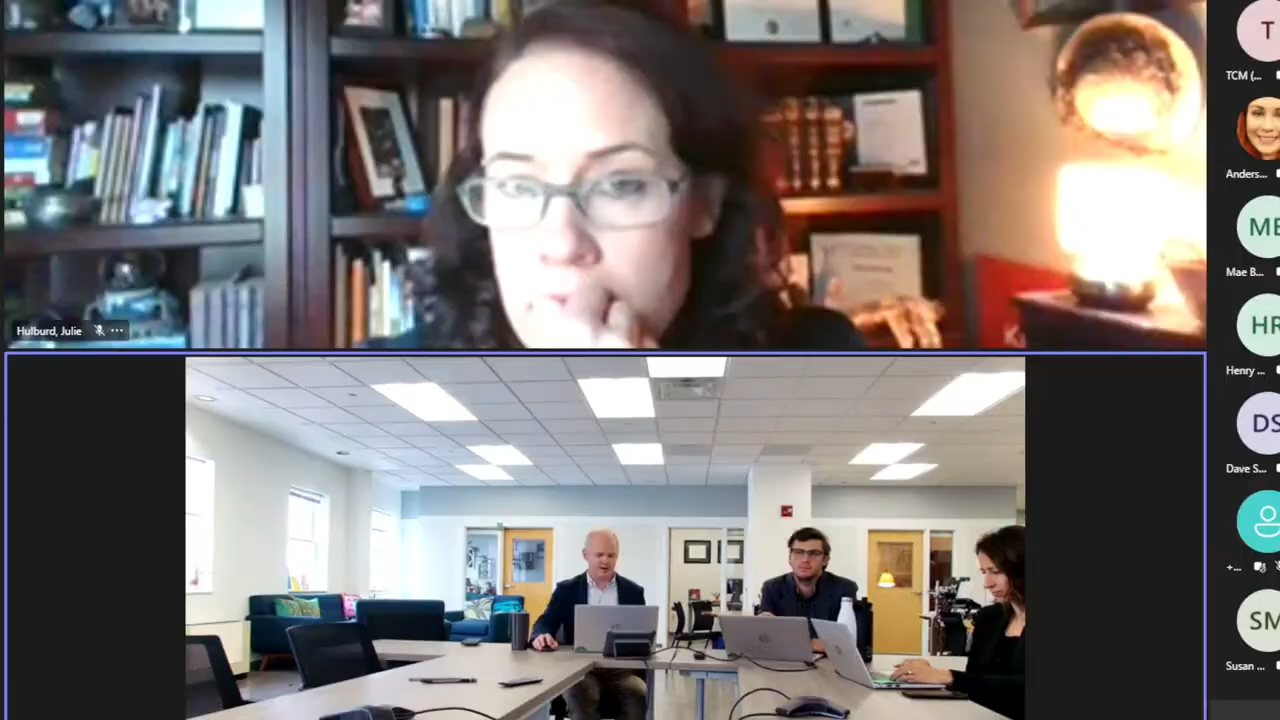 Hulburd, Julie
T
TCM (...
Anders...
ME
Mae B...
HR
Henry ...
DS
Dave S...
+...
SM
Susan ...